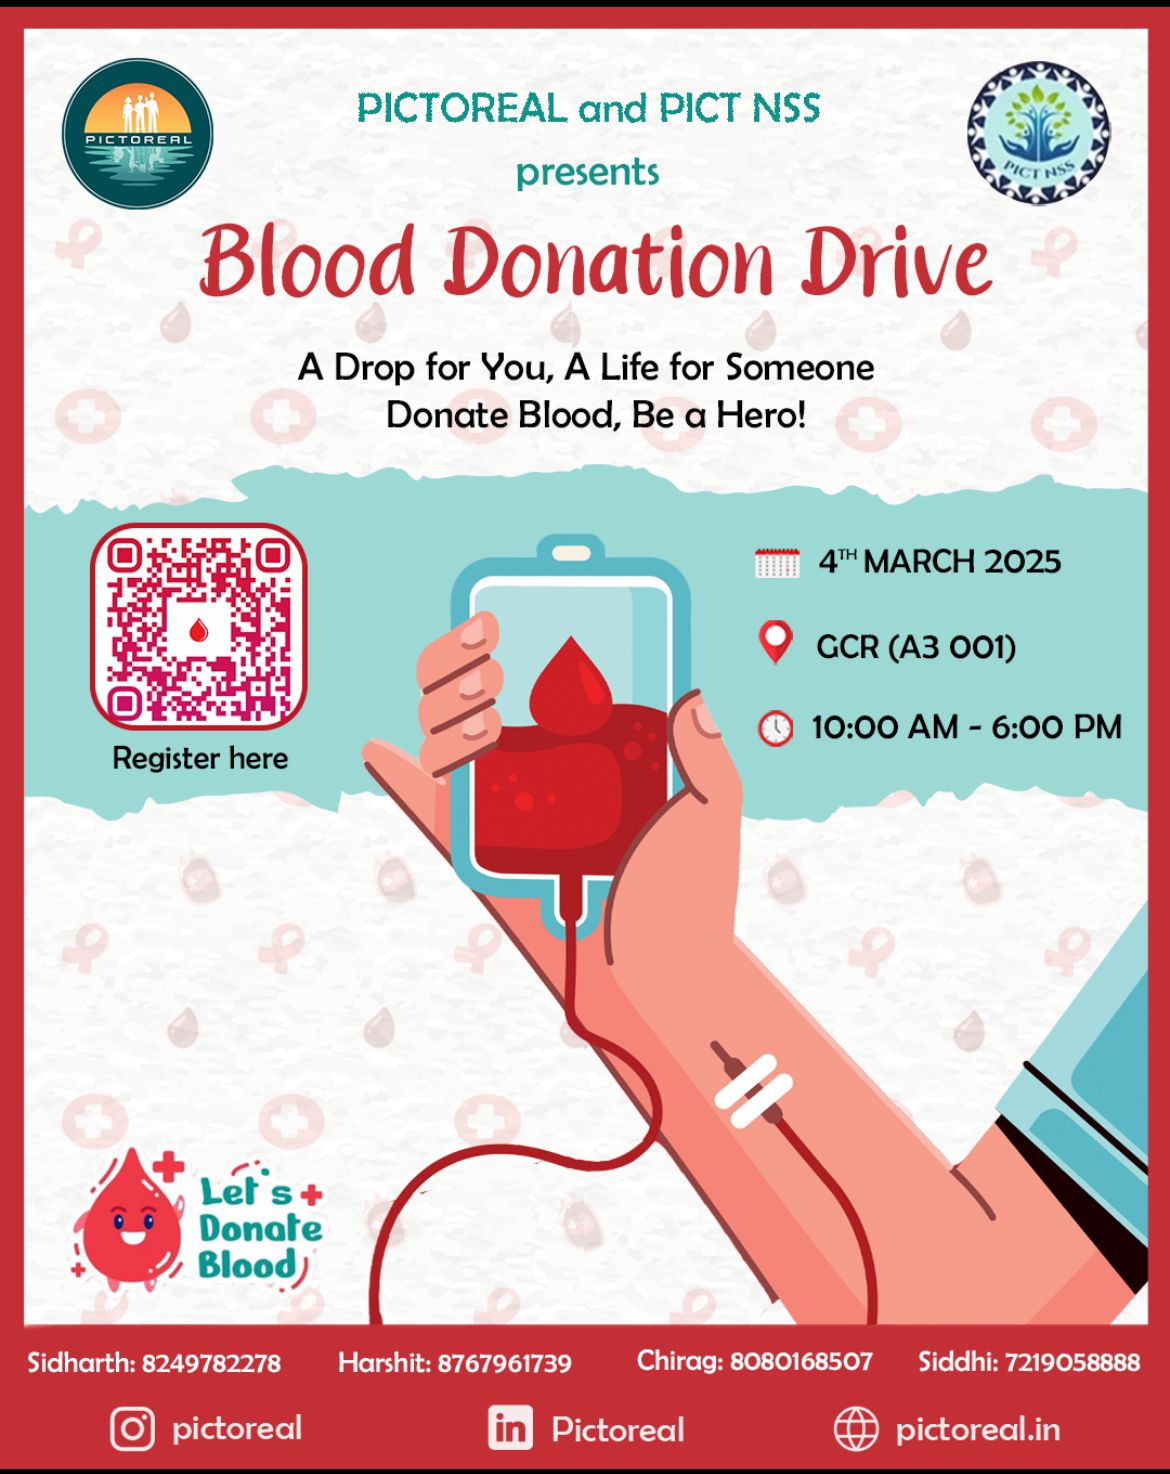 PICTOREAL
PICTOREAL and PICT NSS
presents
PICT NSS
Blood Donation Drive
A Drop for You, A Life for Someone
Donate Blood, Be a Hero!
Register here
4TH MARCH 2025
GCR (A3 001)
10:00 AM - 6:00 PM
Let's
Donate
Blood
Sidharth: 8249782278
Harshit: 8767961739
Chirag: 8080168507
Siddhi: 7219058888
pictoreal
Pictoreal
pictoreal.in